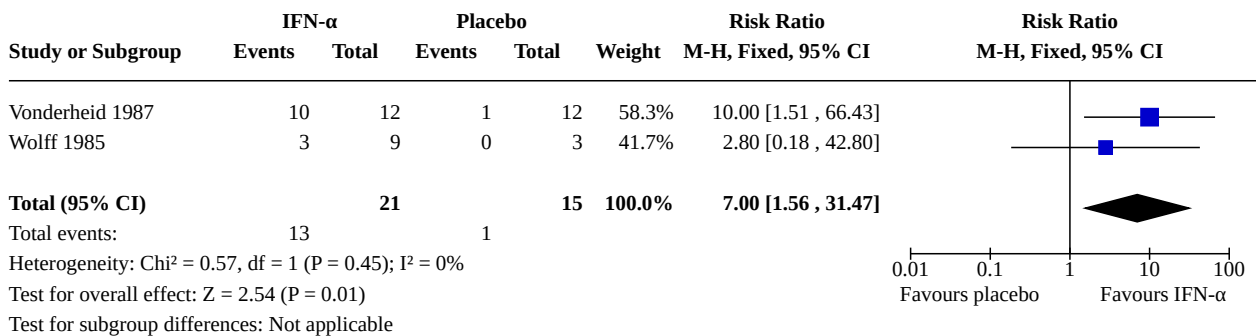 IFN-α Placebo Risk Ratio Risk Ratio
Study or Subgroup Events Total Events Total Weight M-H, Fixed, 95% CI M-H, Fixed, 95% CI
Vonderheid 1987 10 12 1 12 58.3% 10.00 [1.51 , 66.43]
Wolff 1985 3 9 0 3 41.7% 2.80 [0.18 , 42.80]
Total (95% CI) 21 15 100.0% 7.00 [1.56 , 31.47]
Total events: 13 1
Heterogeneity: Chi² = 0.57, df = 1 (P = 0.45); I² = 0%
0.01 0.1 1 10 100
Test for overall effect: Z = 2.54 (P = 0.01)
Favours placebo Favours IFN-α
Test for subgroup differences: Not applicable